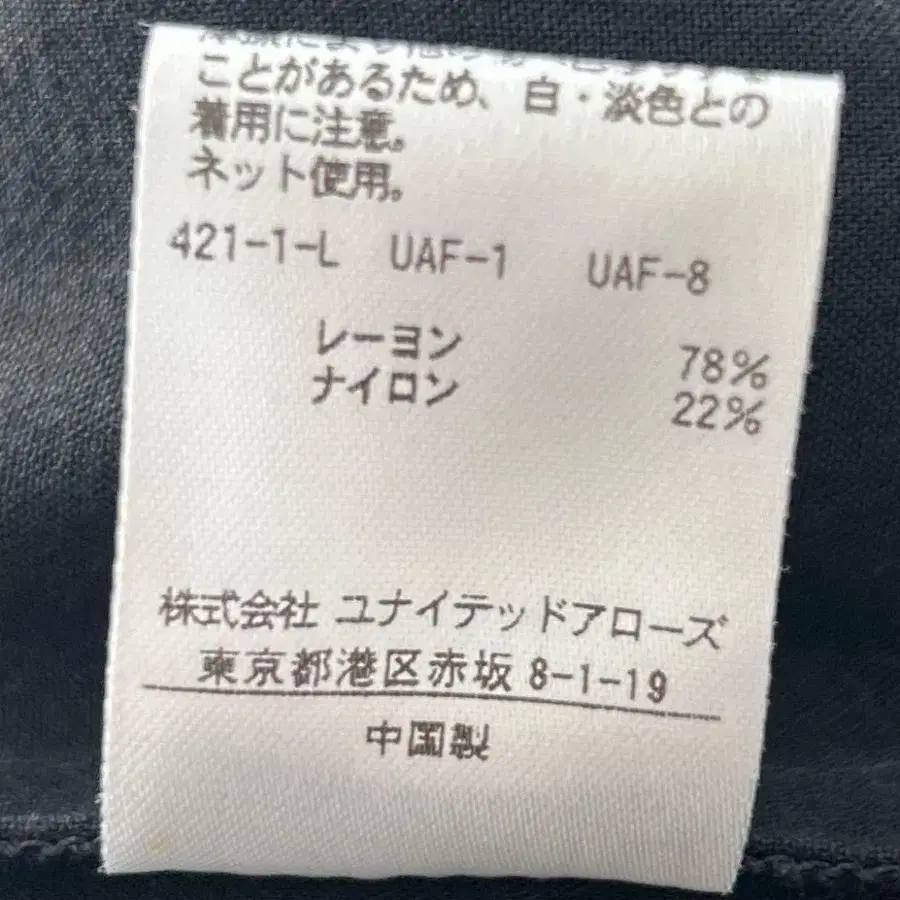 ことがあるため、白・淡色との
着用に注意。
ネット使用。
421-1-L UAF-1 UAF-8
レーヨン 78%
ナイロン 22%
株式会社 ユナイテッドアローズ
東京都港区赤坂 8-1-19
中国製